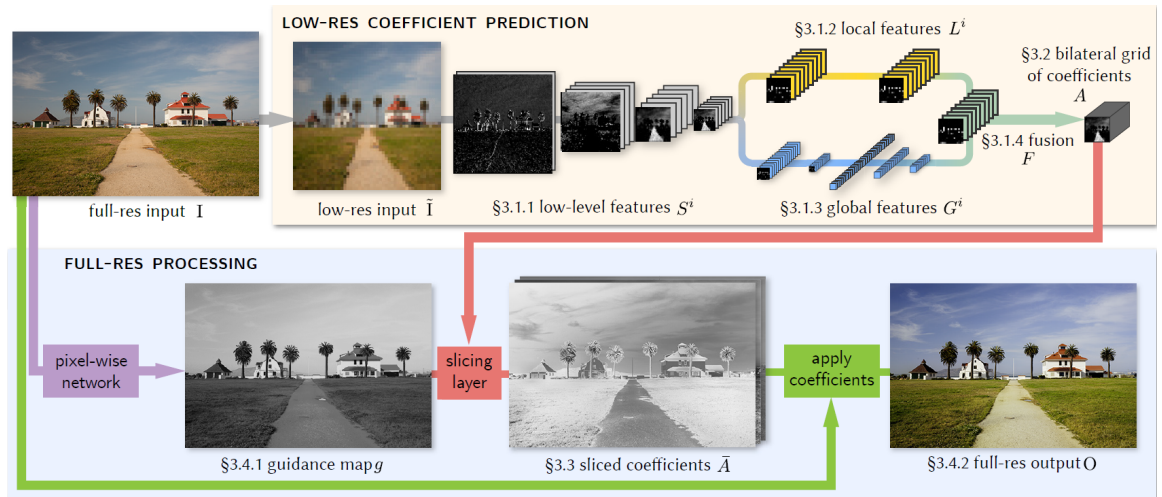 LOW-RES COEFFICIENT PREDICTION
§3.1.2 local features Lⁱ
§3.2 bilateral grid
of coefficients
A
§3.1.4 fusion
F
full-res input I
low-res input Ĩ
§3.1.1 low-level features Sⁱ
§3.1.3 global features Gⁱ
FULL-RES PROCESSING
pixel-wise
network
slicing
layer
apply
coefficients
§3.4.1 guidance map g
§3.3 sliced coefficients Ā
§3.4.2 full-res output O